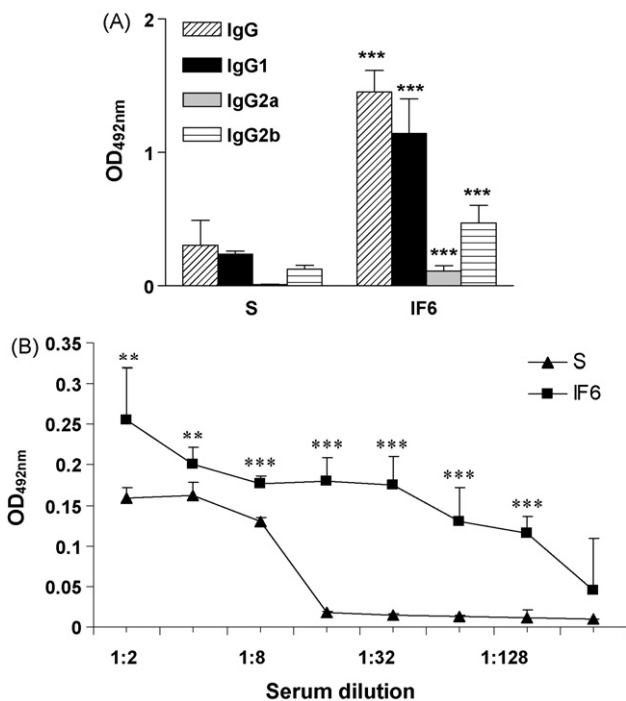 (A)
IgG
IgG1
IgG2a
IgG2b
OD492nm
2
1
0
***
***
***
***
S
IF6
(B)
S
IF6
OD492nm
0.35
0.3
0.25
0.2
0.15
0.1
0.05
0
**
**
***
***
***
***
***
1:2
1:8
1:32
1:128
Serum dilution